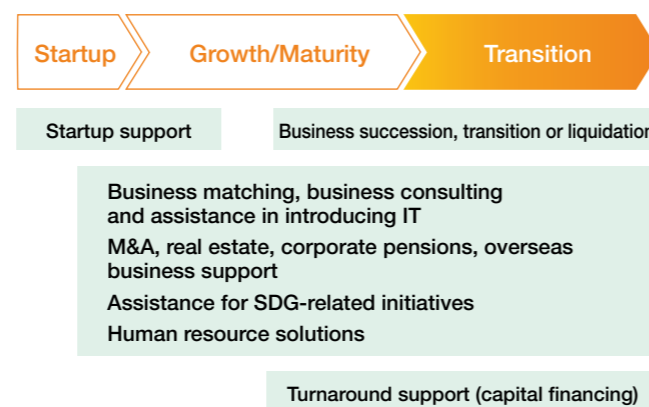 Startup
Growth/Maturity
Transition
Startup support
Business succession, transition or liquidation
Business matching, business consulting
and assistance in introducing IT
M&A, real estate, corporate pensions, overseas
business support
Assistance for SDG-related initiatives
Human resource solutions
Turnaround support (capital financing)